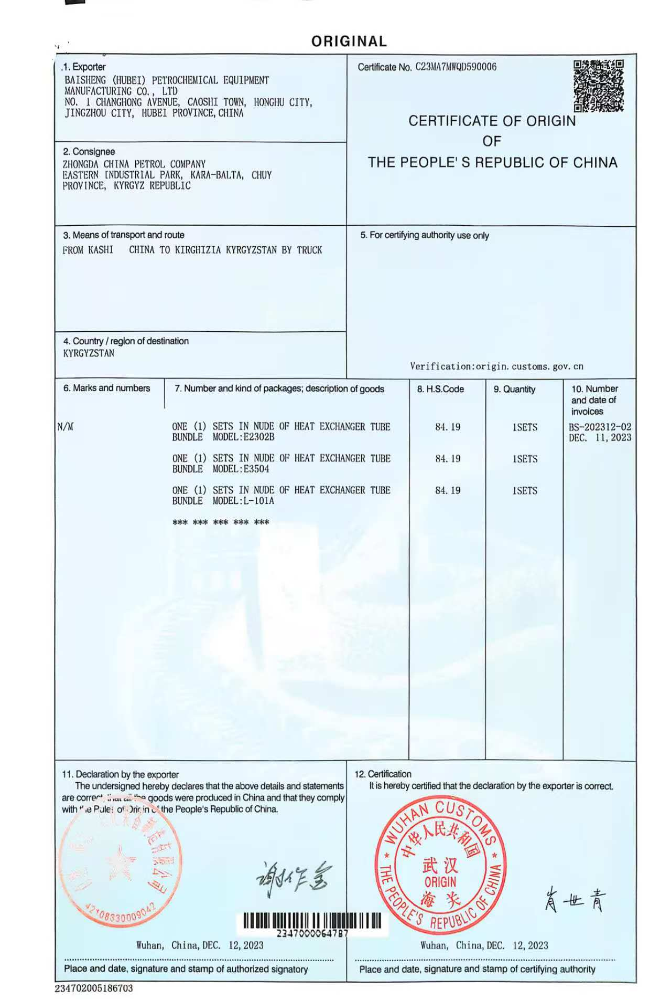 ORIGINAL
1. Exporter
BAISHENG (HUBEI) PETROCHEMICAL EQUIPMENT
MANUFACTURING CO., LTD
NO. 1 CHANGHONG AVENUE, CAOSHI TOWN, HONGHU CITY,
JINGZHOU CITY, HUBEI PROVINCE, CHINA
Certificate No. C23MA7MWQD590006
CERTIFICATE OF ORIGIN
OF
THE PEOPLE'S REPUBLIC OF CHINA
2. Consignee
ZHONGDA CHINA PETROL COMPANY
EASTERN INDUSTRIAL PARK, KARA-BALTA, CHUY
PROVINCE, KYRGYZ REPUBLIC
3. Means of transport and route
FROM KASHI CHINA TO KIRGHIZIA KYRGYZSTAN BY TRUCK
5. For certifying authority use only
4. Country / region of destination
KYRGYZSTAN
Verification:origin.customs.gov.cn
6. Marks and numbers
7. Number and kind of packages; description of goods
8. H.S.Code
9. Quantity
10. Number
and date of
invoices
N/M
ONE (1) SETS IN NUDE OF HEAT EXCHANGER TUBE 84.19 1SETS BS-202312-02
BUNDLE MODEL:E2302B DEC. 11,2023
ONE (1) SETS IN NUDE OF HEAT EXCHANGER TUBE 84.19 1SETS
BUNDLE MODEL:E3504
ONE (1) SETS IN NUDE OF HEAT EXCHANGER TUBE 84.19 1SETS
BUNDLE MODEL:L-101A
*** *** *** *** ***
11. Declaration by the exporter
The undersigned hereby declares that the above details and statements
are correct, that all the goods were produced in China and that they comply
with the Rules of Origin of the People's Republic of China.
造有限公司
42108330009042
谢作金
2347000064787
Wuhan, China, DEC. 12, 2023
Place and date, signature and stamp of authorized signatory
12. Certification
It is hereby certified that the declaration by the exporter is correct.
WUHAN CUSTOMS
中华人民共和国
武汉
ORIGIN
海关
* THE PEOPLE'S REPUBLIC OF CHINA *
肖世青
Wuhan, China, DEC. 12, 2023
Place and date, signature and stamp of certifying authority
234702005186703